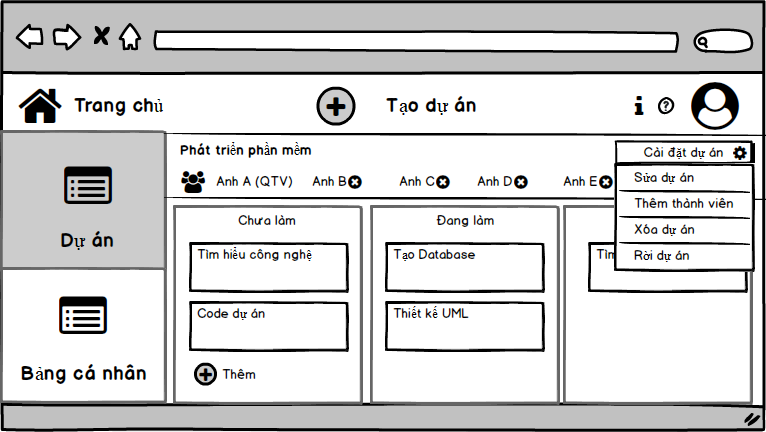 Trang chủ
Tạo dự án
Phát triển phần mềm
Cài đặt dự án
Anh A (QTV)
Anh B
Anh C
Anh D
Anh E
Sửa dự án
Thêm thành viên
Xóa dự án
Rời dự án
Dự án
Bảng cá nhân
Chưa làm
Tìm hiểu công nghệ
Code dự án
Thêm
Đang làm
Tạo Database
Thiết kế UML